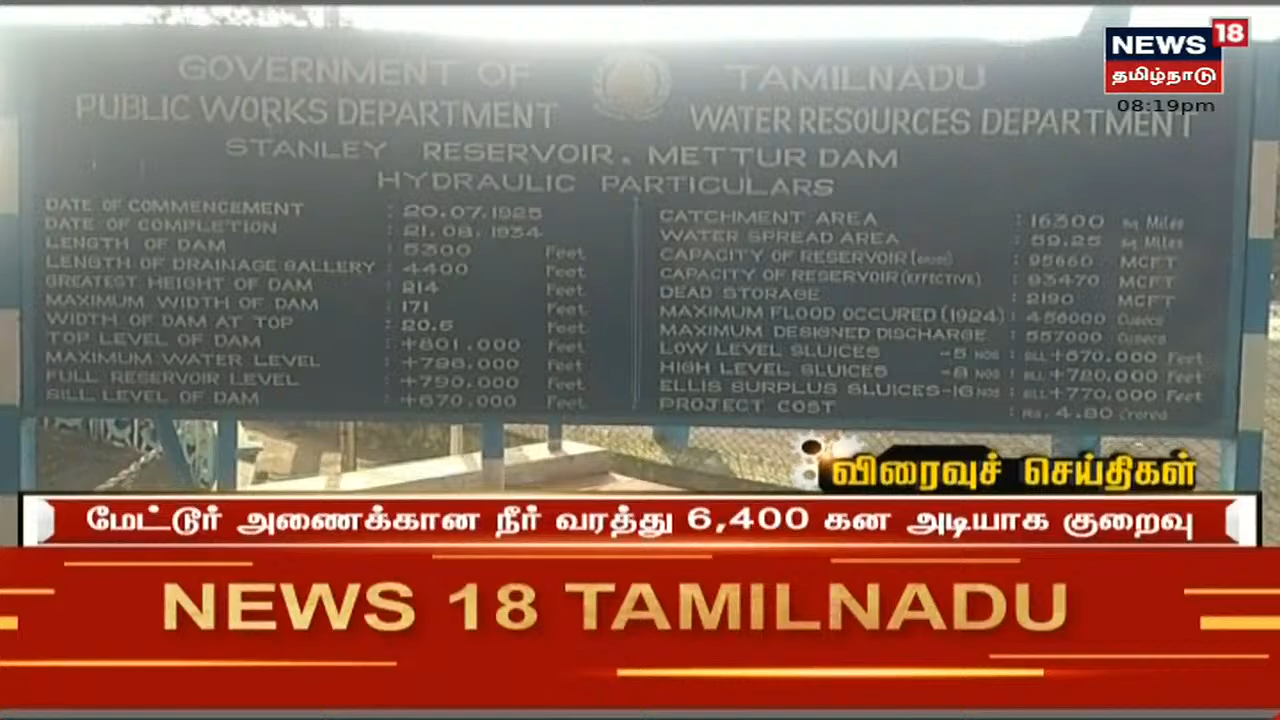 NEWS 18
தமிழ்நாடு
08:19pm
GOVERNMENT OF TAMILNADU
PUBLIC WORKS DEPARTMENT WATER RESOURCES DEPARTMENT
STANLEY RESERVOIR. METTUR DAM
HYDRAULIC PARTICULARS
DATE OF COMMENCEMENT : 20.07.1925
DATE OF COMPLETION : 21.08.1934
LENGTH OF DAM : 5300 Feet
LENGTH OF DRAINAGE GALLERY : 4400 Feet
GREATEST HEIGHT OF DAM : 214 Feet
MAXIMUM WIDTH OF DAM : 171 Feet
WIDTH OF DAM AT TOP : 20.5 Feet
TOP LEVEL OF DAM : +801.000 Feet
MAXIMUM WATER LEVEL : +798.000 Feet
FULL RESERVOIR LEVEL : +790.000 Feet
SILL LEVEL OF DAM : +670.000 Feet
CATCHMENT AREA : 16300 Sq Miles
WATER SPREAD AREA : 59.25 Sq Miles
CAPACITY OF RESERVOIR (GROSS) : 95660 MCFT
CAPACITY OF RESERVOIR (EFFECTIVE) : 93470 MCFT
DEAD STORAGE : 2190 MCFT
MAXIMUM FLOOD OCCURED (1924) : 456000 Cusecs
MAXIMUM DESIGNED DISCHARGE : 557000 Cusecs
LOW LEVEL SLUICES -5 NOS : SILL +670.000 Feet
HIGH LEVEL SLUICES -8 NOS : SILL +720.000 Feet
ELLIS SURPLUS SLUICES-16 NOS : SILL +770.000 Feet
PROJECT COST : Rs. 4.80 Crores
விரைவுச் செய்திகள்
மேட்டூர் அணைக்கான நீர் வரத்து 6,400 கன அடியாக குறைவு
NEWS 18 TAMILNADU